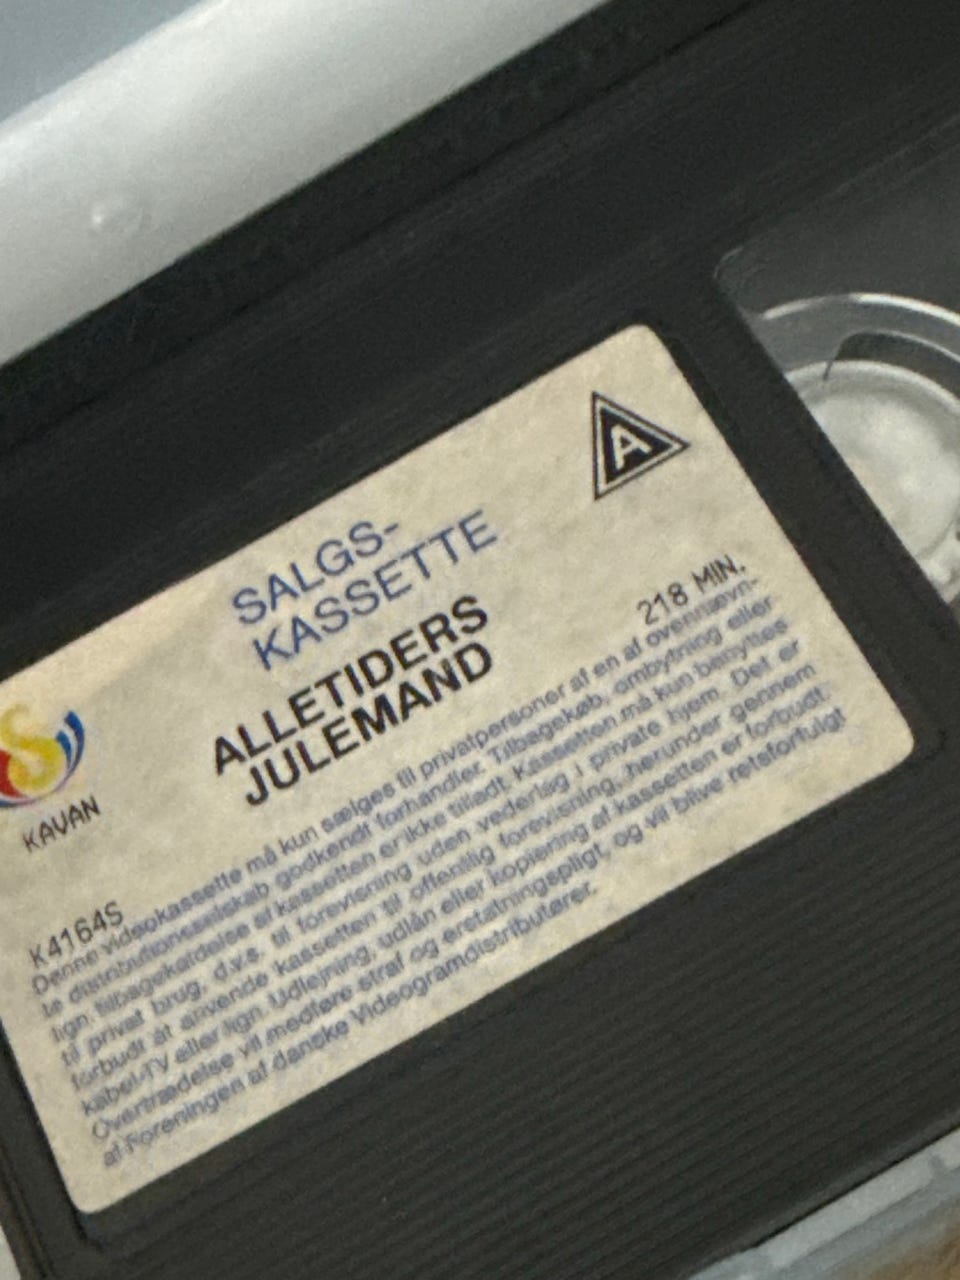 A
SALGS-
KASSETTE
ALLETIDERS
JULEMAND
S
KAVAN
218 MIN.
K4164S
Denne videokassette må kun sælges til privatpersoner af en af ovennævn-
te distributionsselskab godkendt forhandler. Tilbagekøb, ombytning eller
lign. tilbagekørdelse af kassetten er ikke tilladt. Kassetten må kun benyttes
til privat brug, d.v.s. til forevisning uden vederlag i private hjem. Det er
forbudt at anvende kassetten til offentlig forevisning, herunder gennem
kabel-TV eller lign. Udlejning, udlån eller kopiering af kassetten er forbudt.
Overtrædelse vil medføre straf og erstatningspligt, og vil blive retsforfulgt
af Foreningen af danske Videogramdistributører.